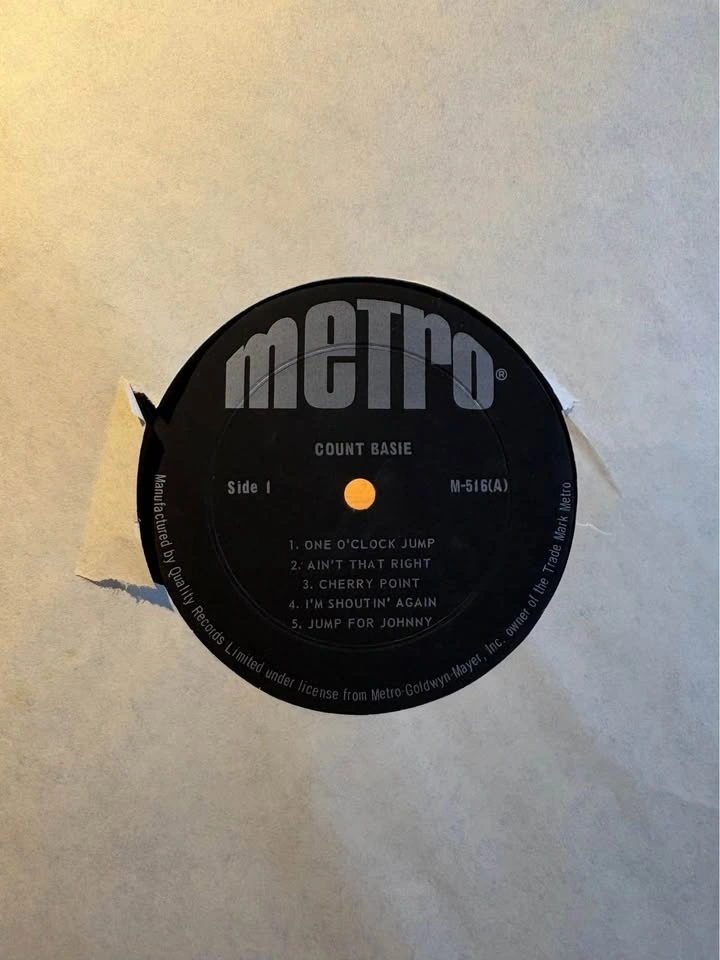 metro®
COUNT BASIE
Side 1
M-516(A)
1. ONE O'CLOCK JUMP
2. AIN'T THAT RIGHT
3. CHERRY POINT
4. I'M SHOUTIN' AGAIN
5. JUMP FOR JOHNNY
Manufactured by Quality Records Limited under license from Metro-Goldwyn-Mayer, Inc. owner of the Trade Mark Metro